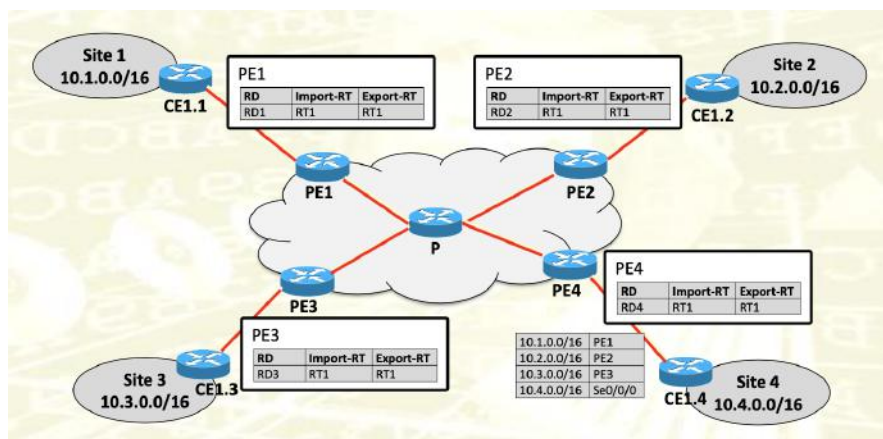 Site 1
10.1.0.0/16
CE1.1
PE1
RD Import-RT Export-RT
RD1 RT1 RT1
PE2
RD Import-RT Export-RT
RD2 RT1 RT1
Site 2
10.2.0.0/16
CE1.2
PE1
PE2
P
PE3
PE4
PE4
RD Import-RT Export-RT
RD4 RT1 RT1
PE3
RD Import-RT Export-RT
RD3 RT1 RT1
10.1.0.0/16 PE1
10.2.0.0/16 PE2
10.3.0.0/16 PE3
10.4.0.0/16 Se0/0/0
Site 3
10.3.0.0/16
CE1.3
CE1.4
Site 4
10.4.0.0/16